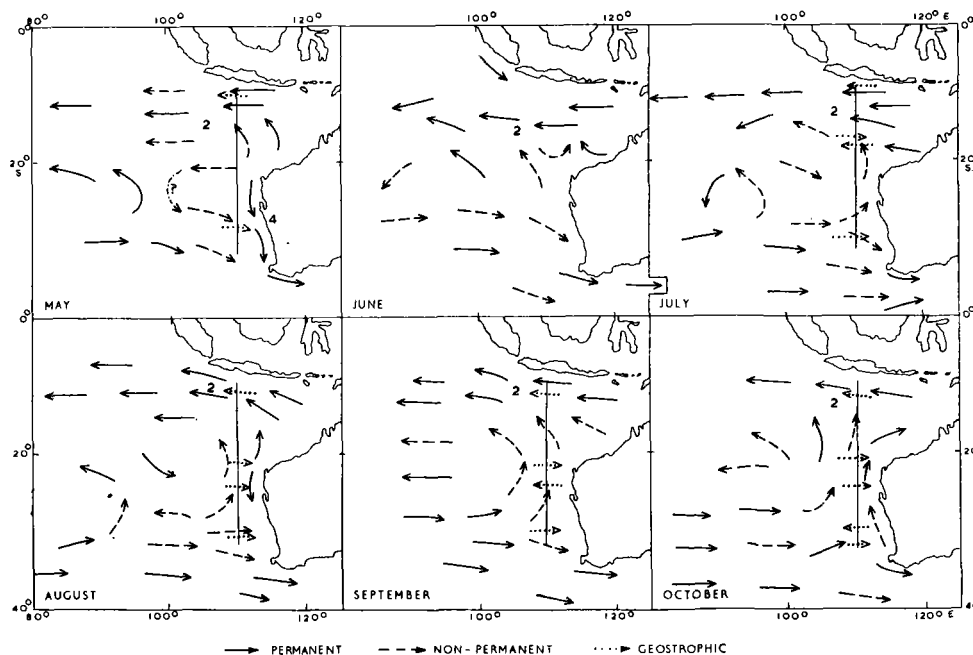 80° 100° 120° 100° 120° 100° 120° E
0° 0°
2 2 2
20° S. 20° S.
4
MAY JUNE JULY
0° 0°
2 2 2
20° 20°
AUGUST SEPTEMBER OCTOBER
40° 4
80° 100° 120° 100° 120° 100° 120° E
PERMANENT NON-PERMANENT GEOSTROPHIC